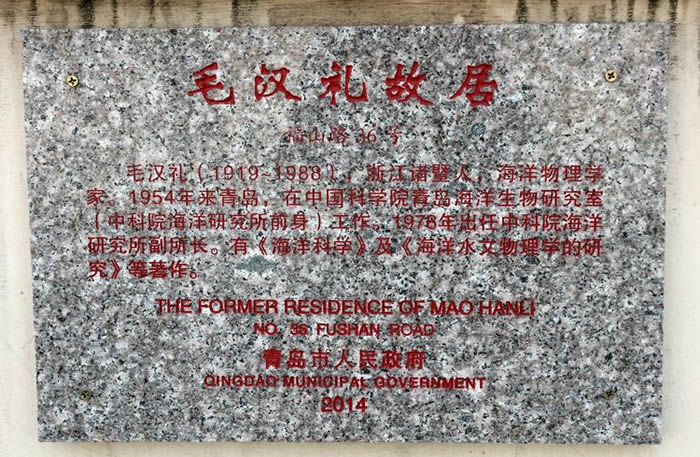 毛汉礼故居
福山路36号
毛汉礼（1919-1988），浙江诸暨人，海洋物理学
家。1954年来青岛，在中国科学院青岛海洋生物研究室
（中科院海洋研究所前身）工作。1978年出任中科院海洋
研究所副所长。有《海洋科学》及《海洋水文物理学的研
究》等著作。
THE FORMER RESIDENCE OF MAO HANLI
NO. 36 FUSHAN ROAD
青岛市人民政府
QINGDAO MUNICIPAL GOVERNMENT
2014